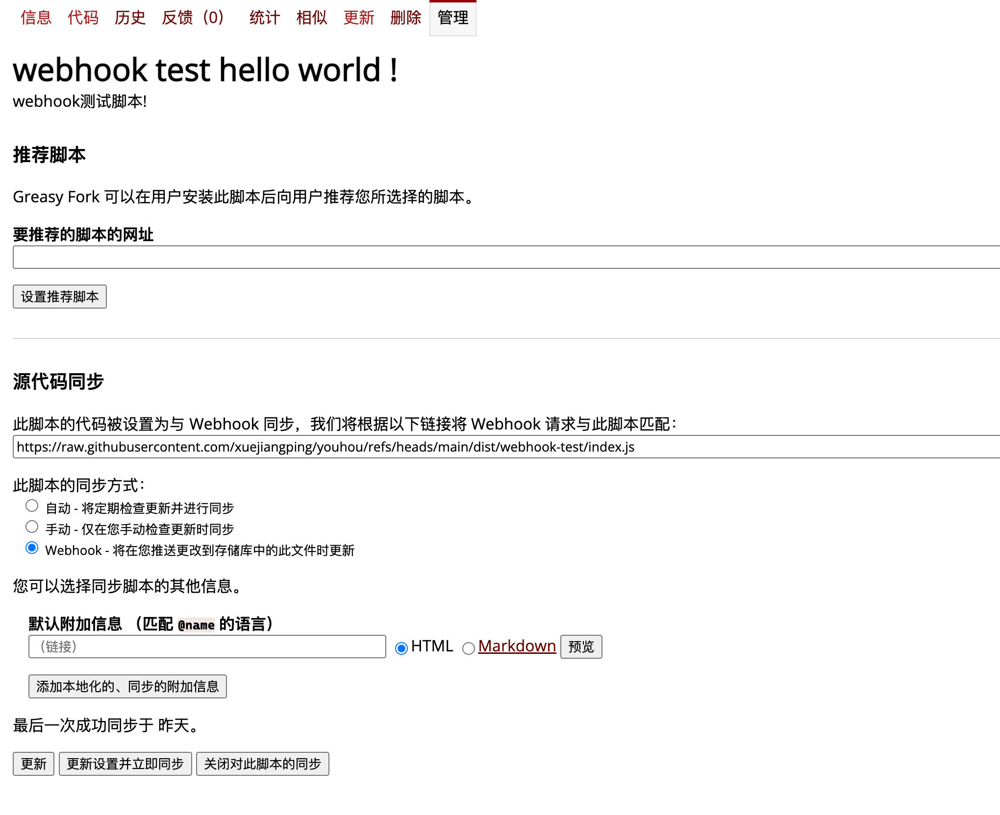 信息 代码 历史 反馈（0） 统计 相似 更新 删除 管理
webhook test hello world !
webhook测试脚本!
推荐脚本
Greasy Fork 可以在用户安装此脚本后向用户推荐您所选择的脚本。
要推荐的脚本的网址
设置推荐脚本
源代码同步
此脚本的代码被设置为与 Webhook 同步，我们将根据以下链接将 Webhook 请求与此脚本匹配：
https://raw.githubusercontent.com/xuejiangping/youhou/refs/heads/main/dist/webhook-test/index.js
此脚本的同步方式：
自动 - 将定期检查更新并进行同步
手动 - 仅在您手动检查更新时同步
Webhook - 将在您推送更改到存储库中的此文件时更新
您可以选择同步脚本的其他信息。
默认附加信息 （匹配 @name 的语言）
（链接） HTML Markdown 预览
添加本地化的、同步的附加信息
最后一次成功同步于 昨天。
更新 更新设置并立即同步 关闭对此脚本的同步